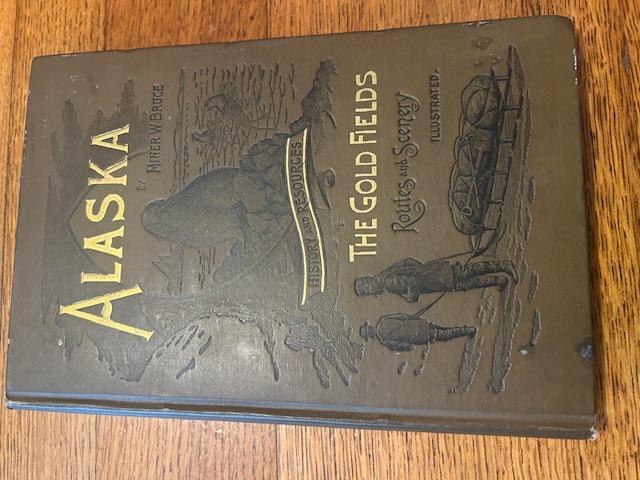 ALASKA
BY MINER W. BRUCE
HISTORY AND RESOURCES
THE GOLD FIELDS
Routes and Scenery
ILLUSTRATED.